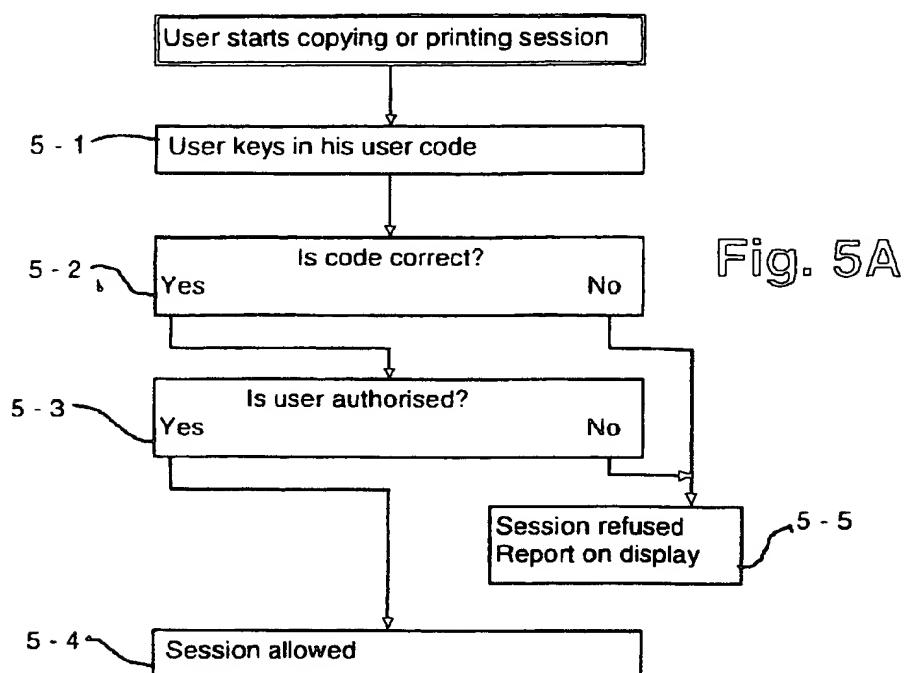 User starts copying or printing session
5 - 1
User keys in his user code
Is code correct?
5 - 2
Yes No
Fig. 5A
Is user authorised?
5 - 3
Yes No
Session refused
Report on display
5 - 5
5 - 4
Session allowed